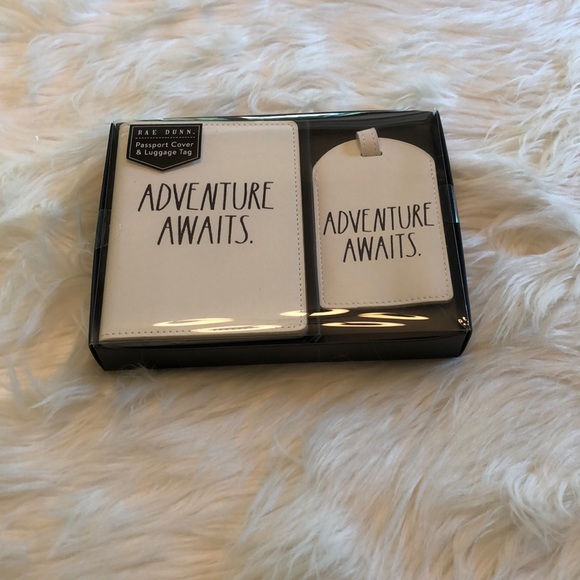 RAE DUNN.
Passport Cover
& Luggage Tag
ADVENTURE
AWAITS.
ADVENTURE
AWAITS.